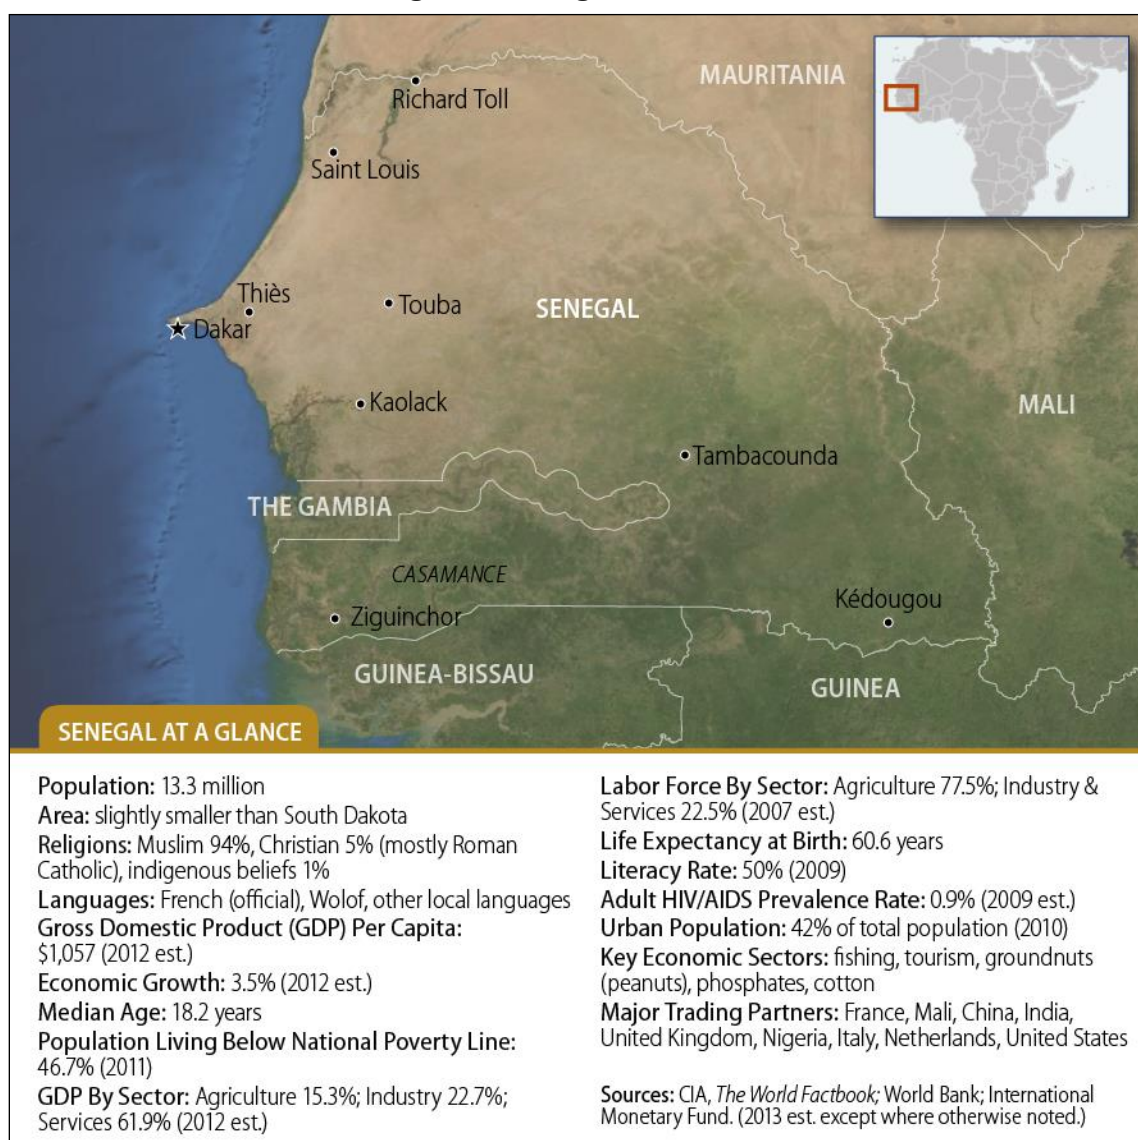 MAURITANIA
Richard Toll
Saint Louis
Thiès
Touba
SENEGAL
Dakar
Kaolack
MALI
Tambacounda
THE GAMBIA
CASAMANCE
Kédougou
Ziguinchor
GUINEA-BISSAU
GUINEA
SENEGAL AT A GLANCE
Population: 13.3 million
Area: slightly smaller than South Dakota
Religions: Muslim 94%, Christian 5% (mostly Roman
Catholic), indigenous beliefs 1%
Languages: French (official), Wolof, other local languages
Gross Domestic Product (GDP) Per Capita:
$1,057 (2012 est.)
Economic Growth: 3.5% (2012 est.)
Median Age: 18.2 years
Population Living Below National Poverty Line:
46.7% (2011)
GDP By Sector: Agriculture 15.3%; Industry 22.7%;
Services 61.9% (2012 est.)
Labor Force By Sector: Agriculture 77.5%; Industry &
Services 22.5% (2007 est.)
Life Expectancy at Birth: 60.6 years
Literacy Rate: 50% (2009)
Adult HIV/AIDS Prevalence Rate: 0.9% (2009 est.)
Urban Population: 42% of total population (2010)
Key Economic Sectors: fishing, tourism, groundnuts
(peanuts), phosphates, cotton
Major Trading Partners: France, Mali, China, India,
United Kingdom, Nigeria, Italy, Netherlands, United States
Sources: CIA, The World Factbook; World Bank; International
Monetary Fund. (2013 est. except where otherwise noted.)